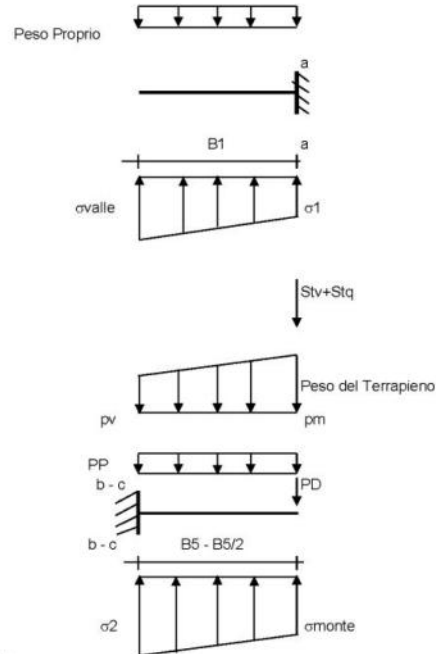 Peso Proprio
a
B1 a
σvalle σ1
Stv+Stq
Peso del Terrapieno
pv pm
PP
b - c PD
b - c B5 - B5/2
σ2 σmonte